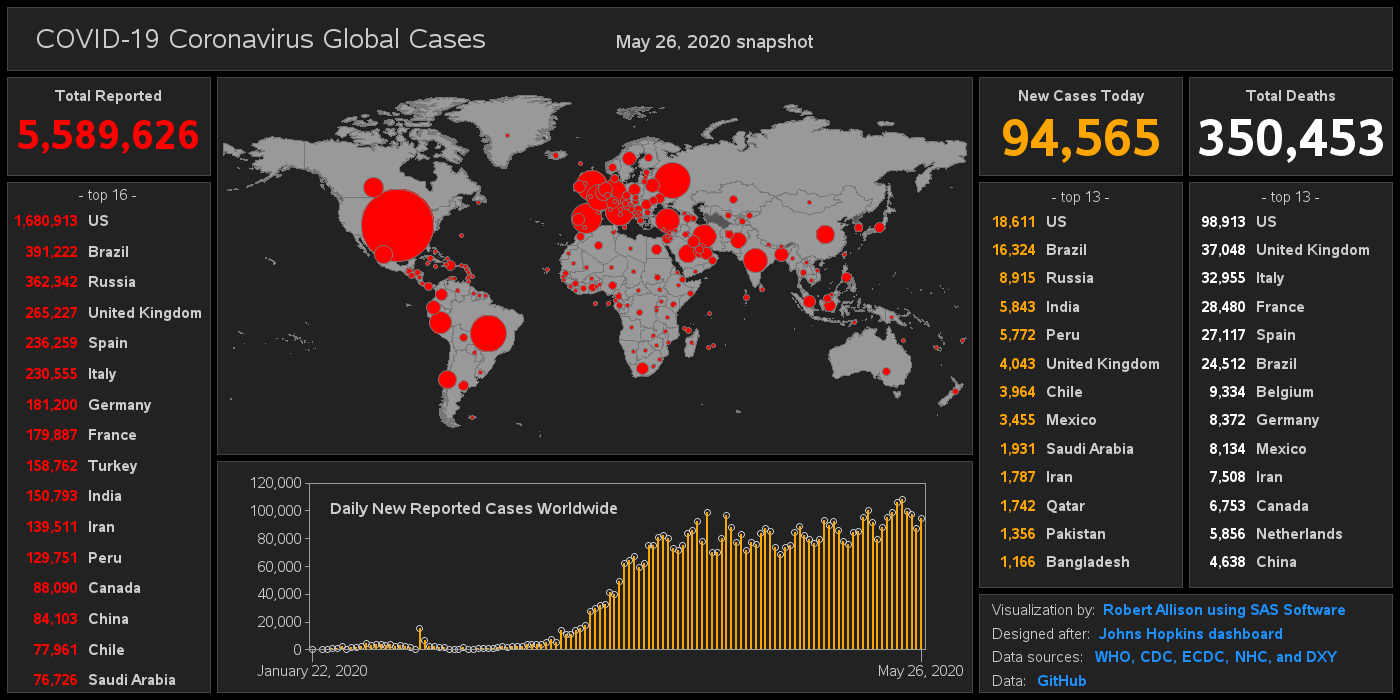 COVID-19 Coronavirus Global Cases
May 26, 2020 snapshot
Total Reported
5,589,626
- top 16 -
1,680,913 US
391,222 Brazil
362,342 Russia
265,227 United Kingdom
236,259 Spain
230,555 Italy
181,200 Germany
179,887 France
158,762 Turkey
150,793 India
139,511 Iran
129,751 Peru
88,090 Canada
84,103 China
77,961 Chile
76,726 Saudi Arabia
Daily New Reported Cases Worldwide
120,000
100,000
80,000
60,000
40,000
20,000
0
January 22, 2020
May 26, 2020
New Cases Today
94,565
- top 13 -
18,611 US
16,324 Brazil
8,915 Russia
5,843 India
5,772 Peru
4,043 United Kingdom
3,964 Chile
3,455 Mexico
1,931 Saudi Arabia
1,787 Iran
1,742 Qatar
1,356 Pakistan
1,166 Bangladesh
Total Deaths
350,453
- top 13 -
98,913 US
37,048 United Kingdom
32,955 Italy
28,480 France
27,117 Spain
24,512 Brazil
9,334 Belgium
8,372 Germany
8,134 Mexico
7,508 Iran
6,753 Canada
5,856 Netherlands
4,638 China
Visualization by: Robert Allison using SAS Software
Designed after: Johns Hopkins dashboard
Data sources: WHO, CDC, ECDC, NHC, and DXY
Data: GitHub